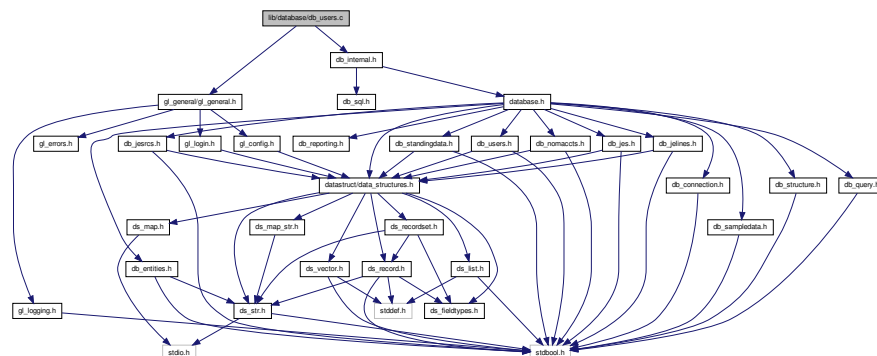 lib/database/db_users.c
db_internal.h
gl_general/gl_general.h
db_sql.h
database.h
gl_errors.h
db_jesrcs.h
gl_login.h
gl_config.h
db_reporting.h
db_standingdata.h
db_users.h
db_nomaccts.h
db_jes.h
db_jelines.h
datastruct/data_structures.h
db_connection.h
db_structure.h
db_query.h
ds_map.h
ds_map_str.h
ds_recordset.h
db_sampledata.h
db_entities.h
ds_vector.h
ds_record.h
ds_list.h
gl_logging.h
ds_str.h
stddef.h
ds_fieldtypes.h
stdio.h
stdbool.h